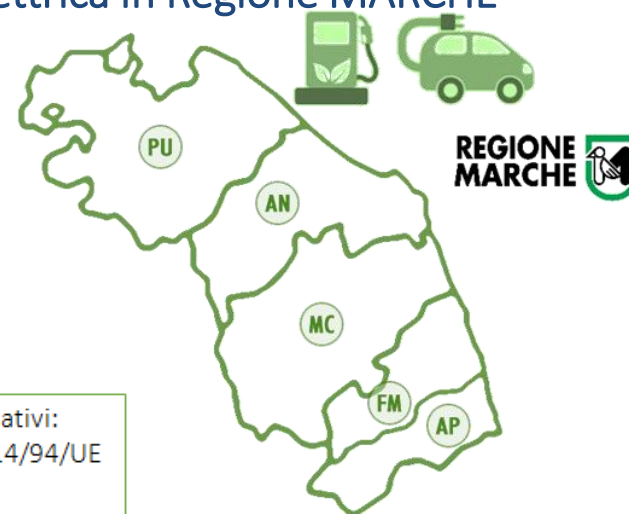 ettrica in Regione MARCHE
PU
REGIONE
MARCHE
AN
MC
FM
AP
ativi:
14/94/UE